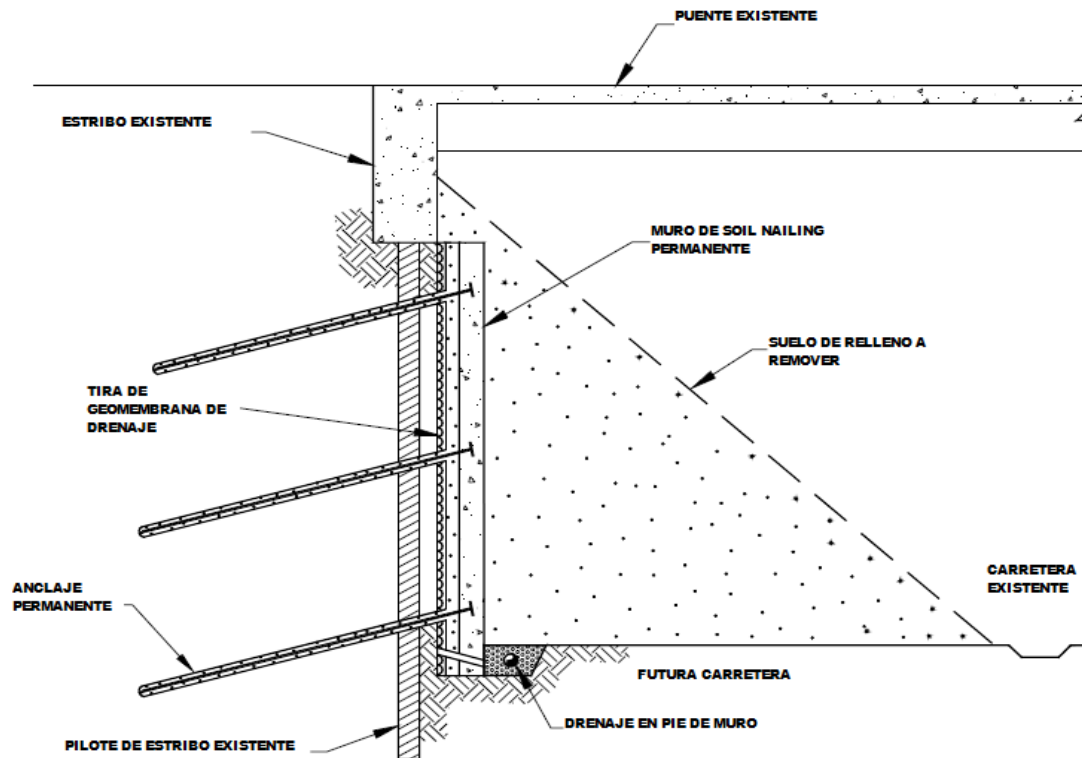 PUENTE EXISTENTE
ESTRIBO EXISTENTE
MURO DE SOIL NAILING
PERMANENTE
SUELO DE RELLENO A
REMOVER
TIRA DE
GEOMEMBRANA DE
DRENAJE
CARRETERA
EXISTENTE
ANCLAJE
PERMANENTE
FUTURA CARRETERA
DRENAJE EN PIE DE MURO
PILOTE DE ESTRIBO EXISTENTE